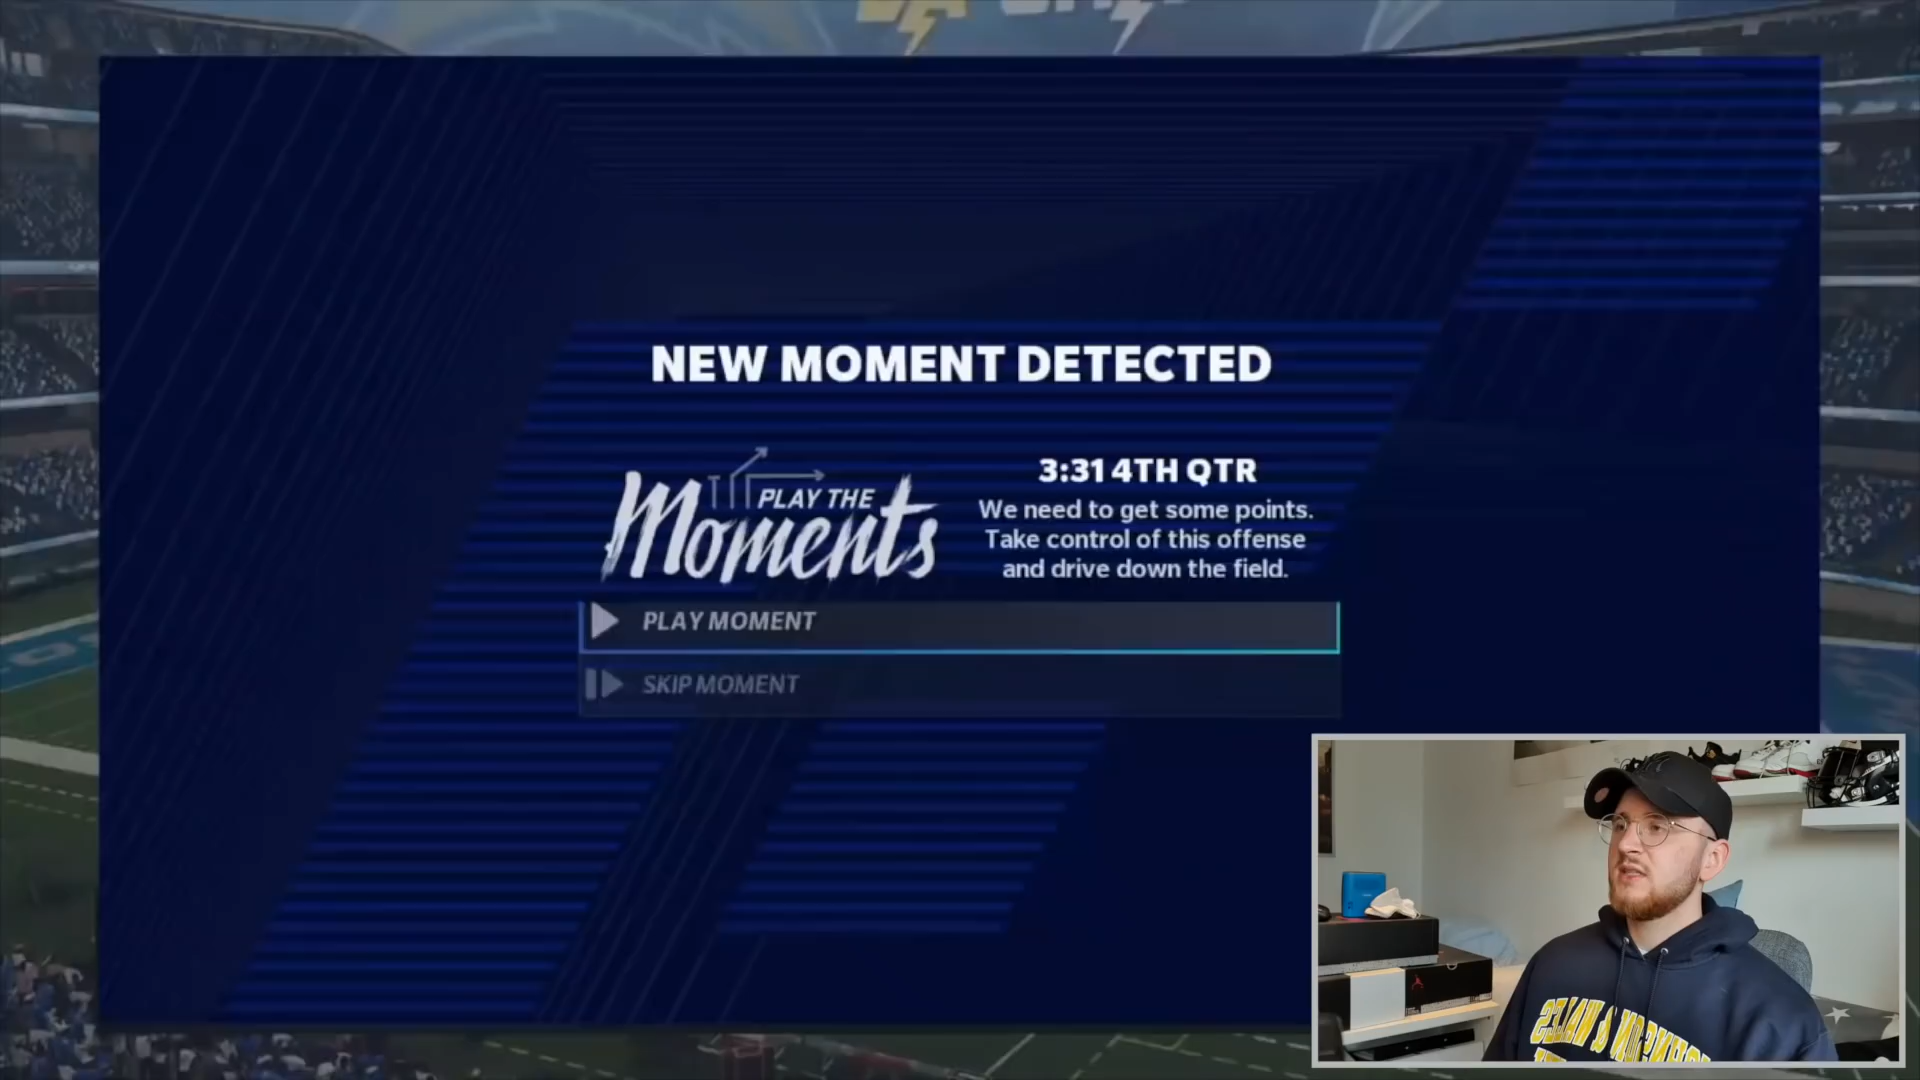 NEW MOMENT DETECTED
PLAY THE
Moments
3:31 4TH QTR
We need to get some points.
Take control of this offense
and drive down the field.
PLAY MOMENT
SKIP MOMENT